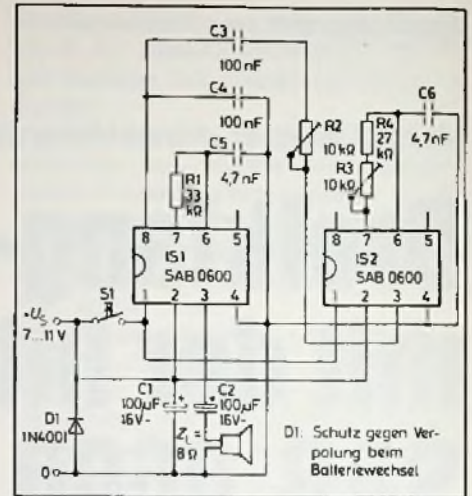 C3
100 nF
C4
100 nF
C5
4,7 nF
R1
33
kΩ
R2
10 kΩ
R4
27
kΩ
R3
10 kΩ
C6
4,7 nF
8 7 6 5
IS1
SAB 0600
1 2 3 4
8 7 6 5
IS2
SAB 0600
1 2 3 4
+US
7...11 V
S1
D1
1N4001
0
C1
100µF
16V-
+
C2
100µF
16V-
+
ZL =
8 Ω
D1: Schutz gegen Ver-
polung beim
Batteriewechsel